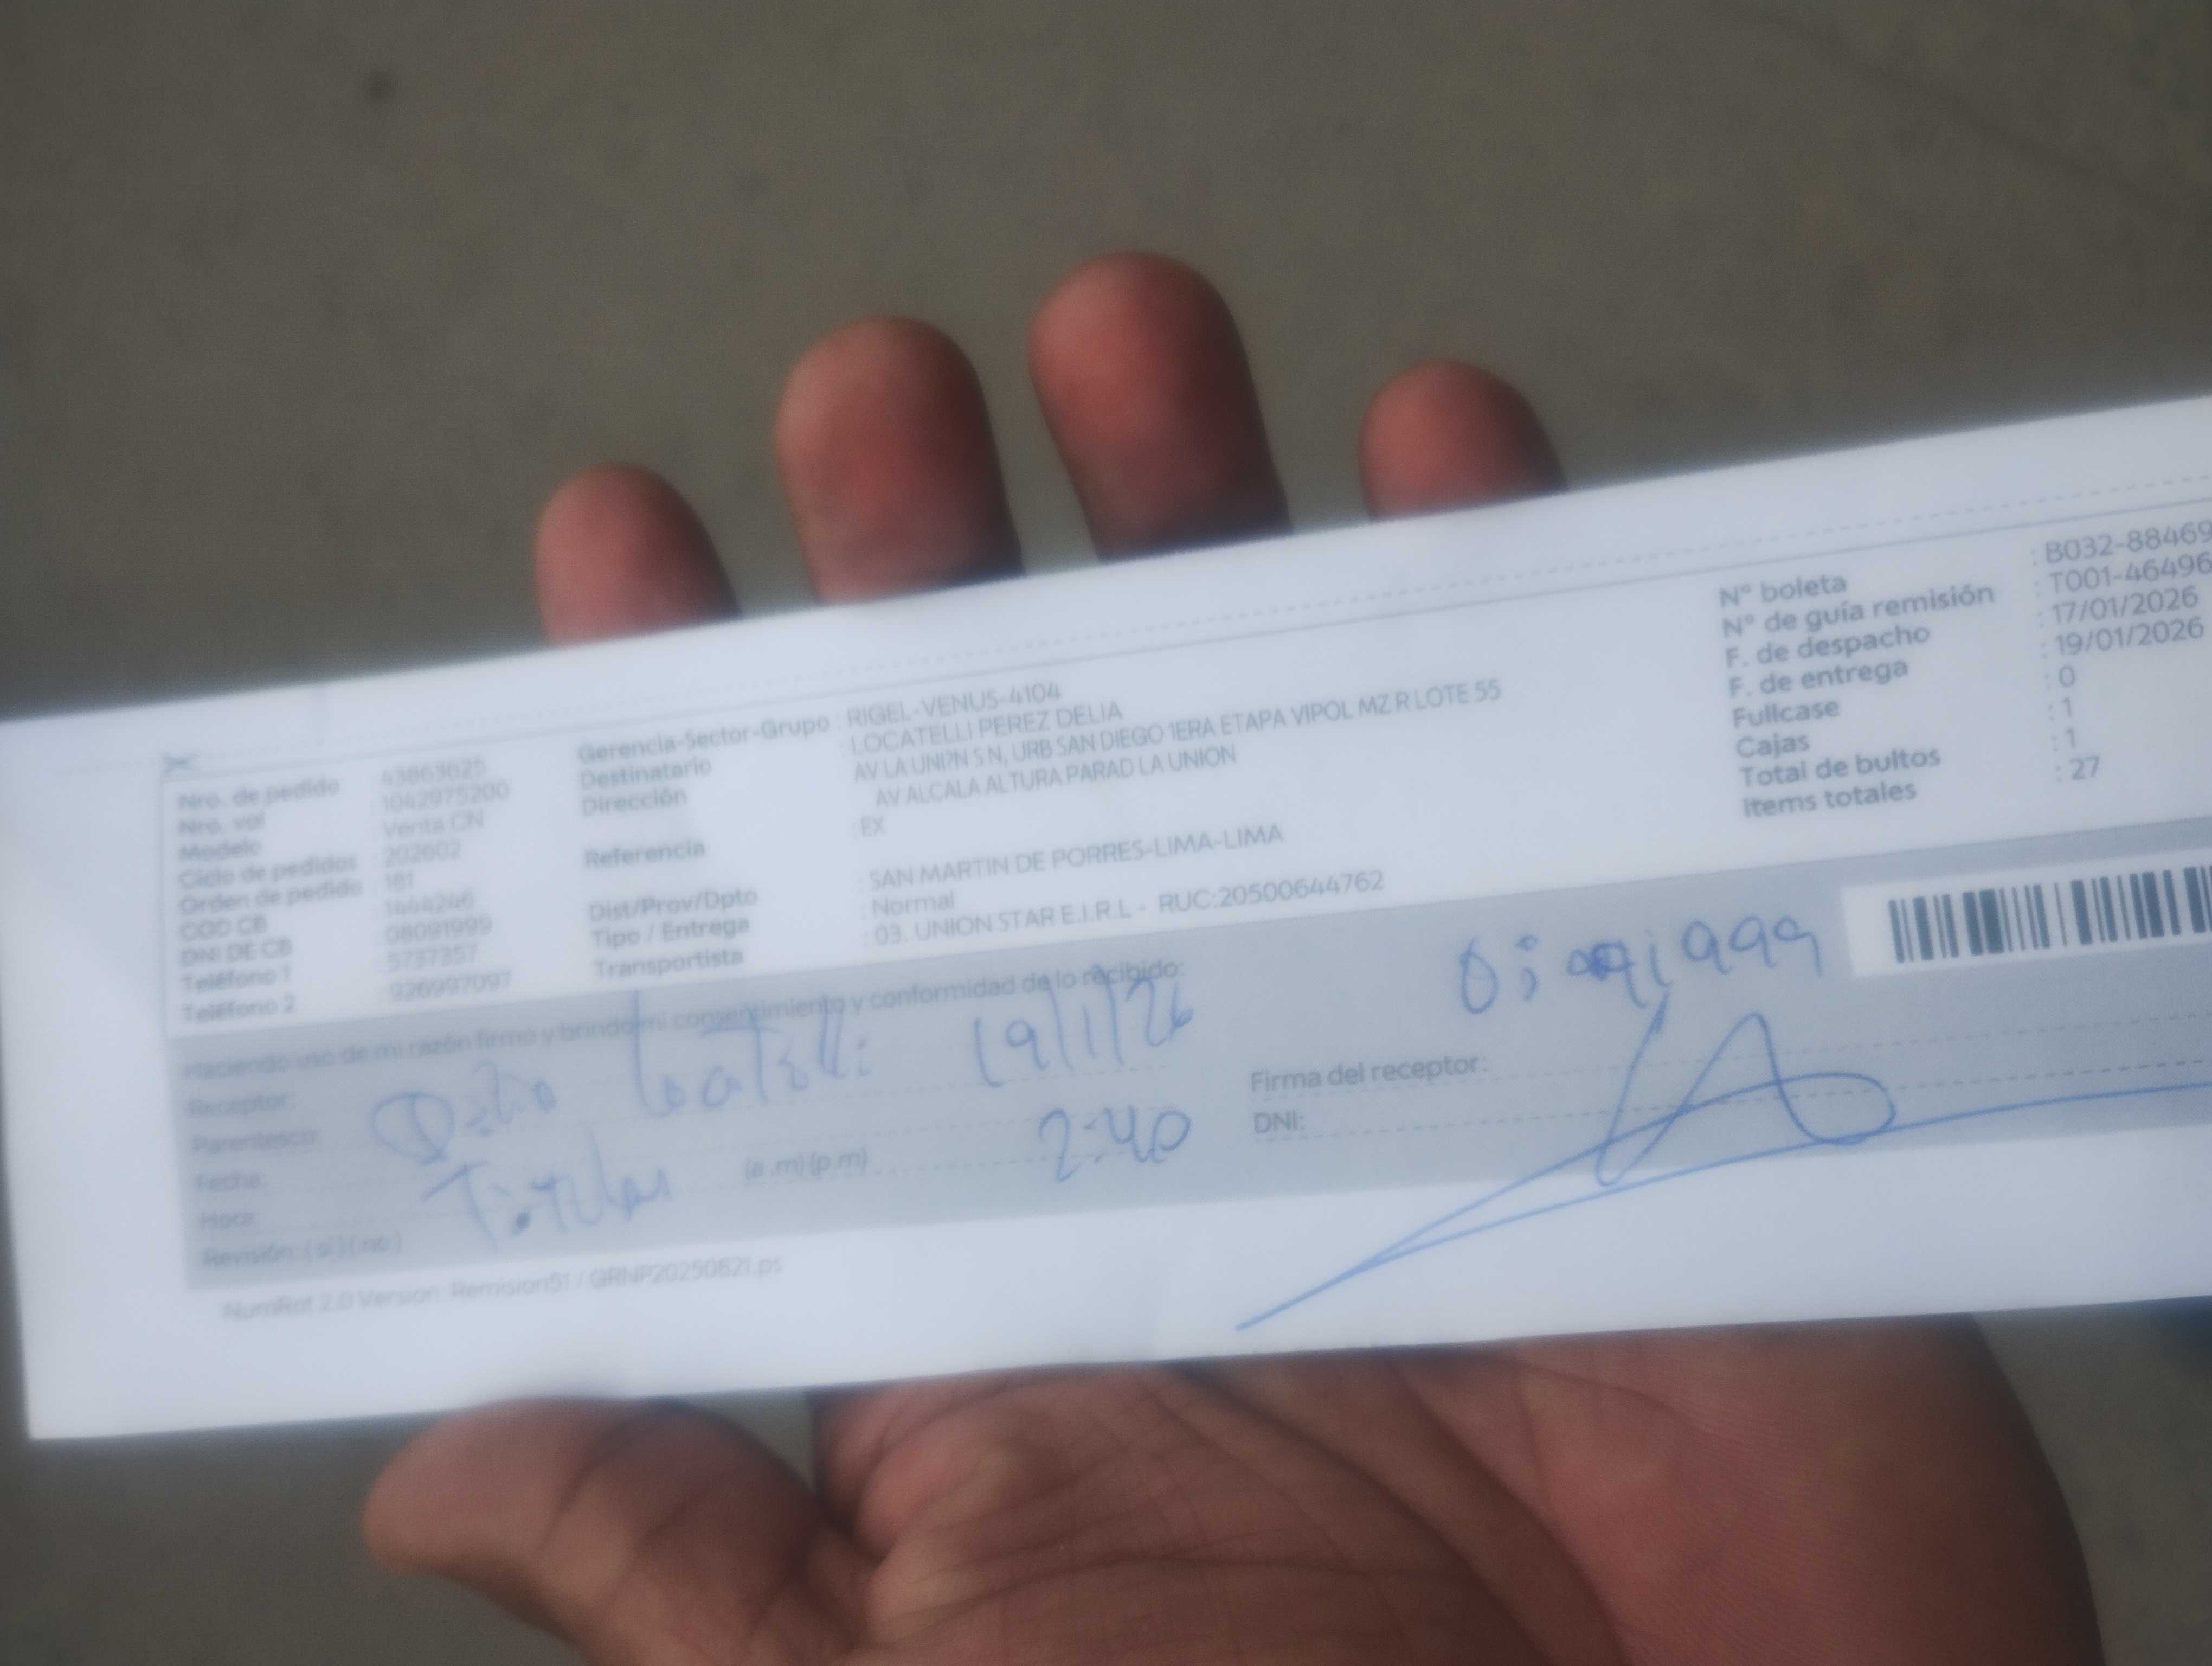 Nro. de pedido 43863625
Nro. vol 1042975200
Modelo Venta CN
Ciclo de pedidos 202602
Orden de pedido 181
COD CB 1444246
DNI DE CB 08091999
Teléfono 1 5737357
Teléfono 2 926997097
Gerencia-Sector-Grupo : RIGEL-VENUS-4104
Destinatario : LOCATELLI PEREZ DELIA
Dirección AV LA UNI?N S N, URB SAN DIEGO 1ERA ETAPA VIPOL MZ R LOTE 55
AV ALCALA ALTURA PARAD LA UNION
Referencia : EX
Dist/Prov/Dpto : SAN MARTIN DE PORRES-LIMA-LIMA
Tipo / Entrega : Normal
Transportista : 03. UNION STAR E.I.R.L - RUC:20500644762
N° boleta : B032-88469
N° de guía remisión : T001-46496
F. de despacho : 17/01/2026
F. de entrega : 19/01/2026
Fullcase : 0
Cajas : 1
Total de bultos : 1
Items totales : 27
Haciendo uso de mi razón firmo y brindo mi consentimiento y conformidad de lo recibido:
Receptor: Delia Locatelli 19/1/26
Parentesco: Titular
Fecha:
Hora: (a.m)(p.m) 2:40
Revisión: (si) (no)
Firma del receptor:
DNI:
NumRot 2.0 Version: Remision51 / GRNP20250821.ps